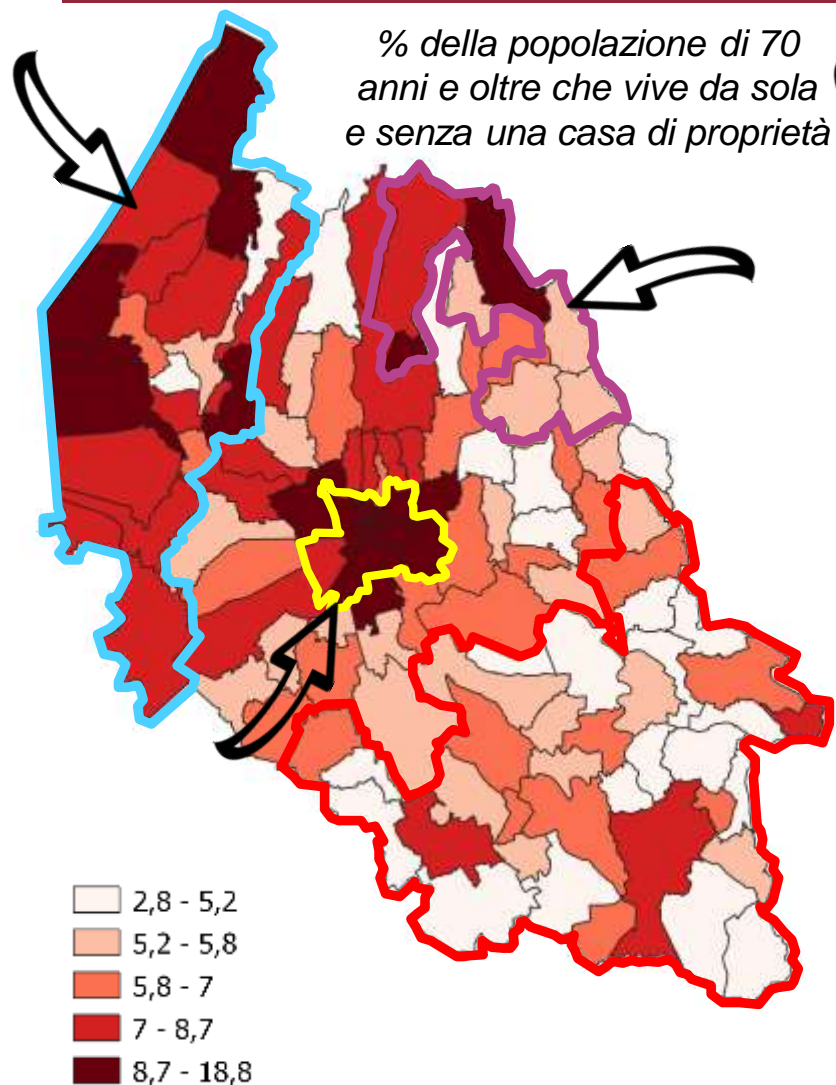 % della popolazione di 70
anni e oltre che vive da sola
e senza una casa di proprietà
2,8 - 5,2
5,2 - 5,8
5,8 - 7
7 - 8,7
8,7 - 18,8